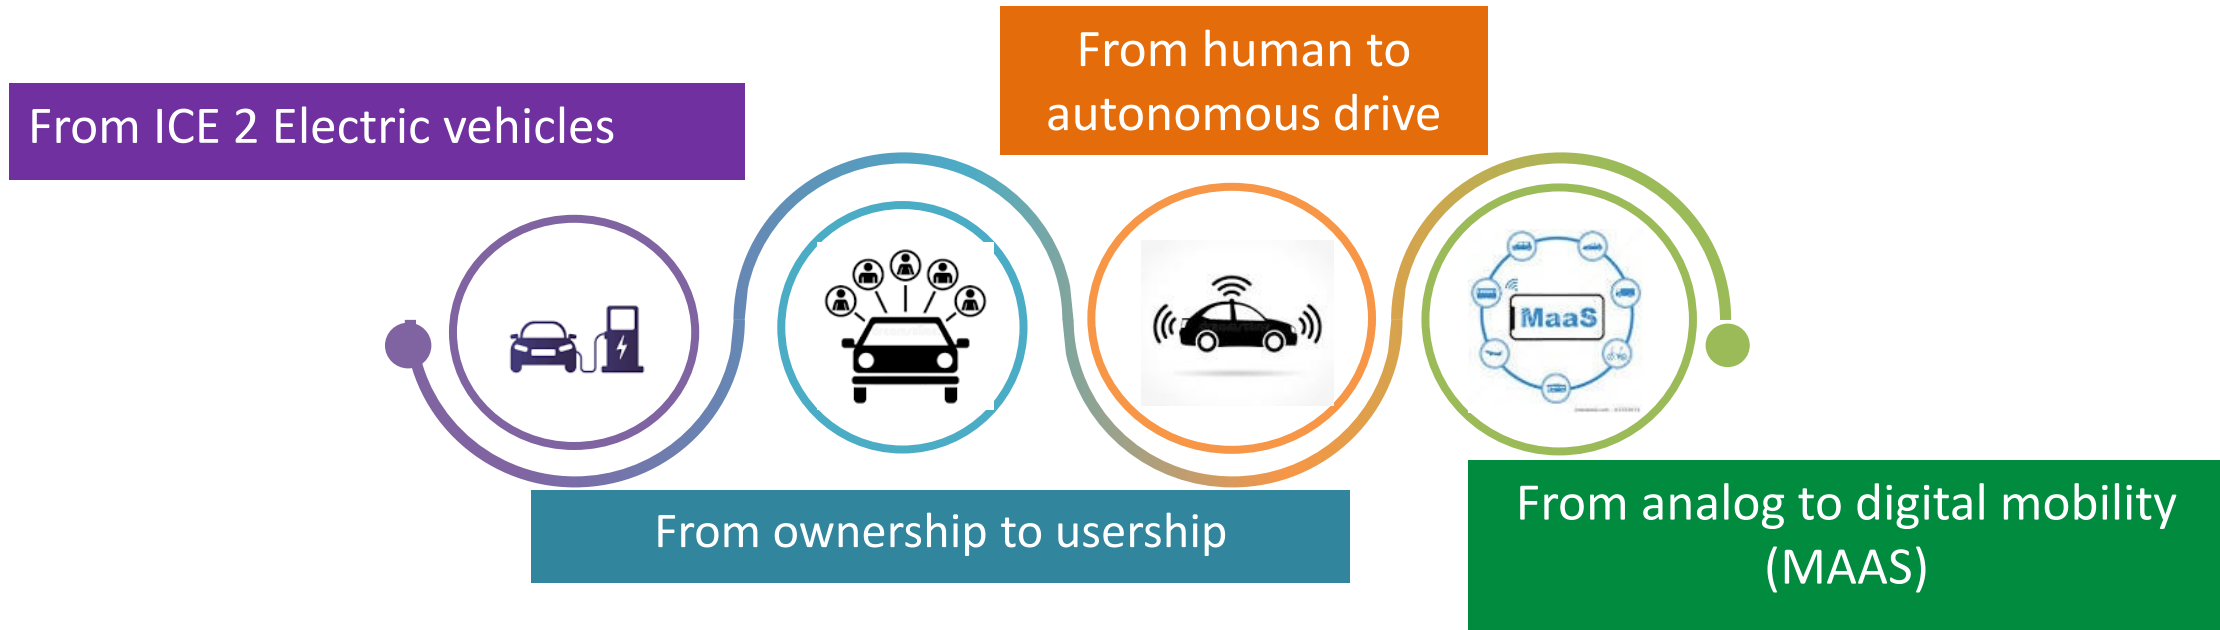 From ICE 2 Electric vehicles
From ownership to usership
From human to
autonomous drive
MaaS
From analog to digital mobility
(MAAS)